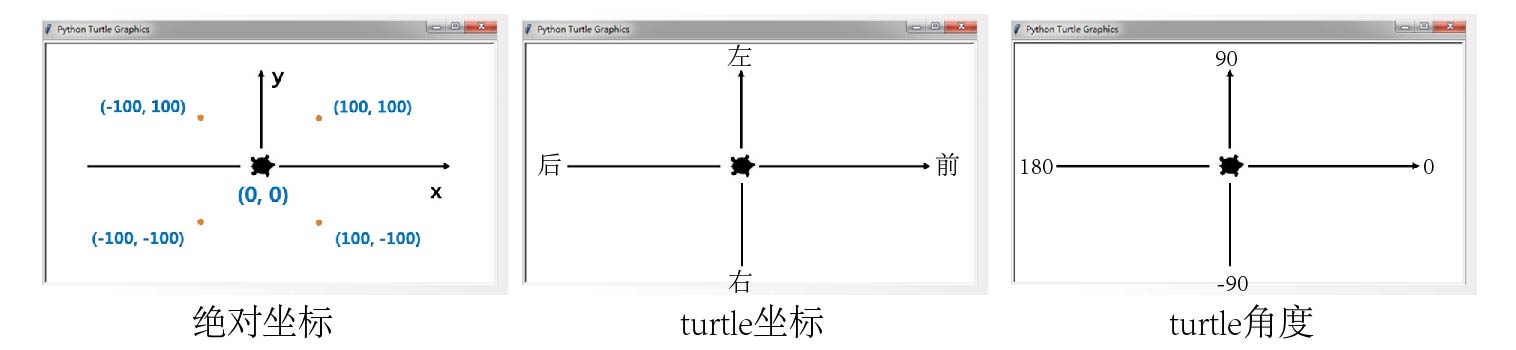 Python Turtle Graphics
y
(-100, 100)
(100, 100)
(0, 0)
x
(-100, -100)
(100, -100)
绝对坐标
Python Turtle Graphics
左
后
前
右
turtle坐标
Python Turtle Graphics
90
180
0
-90
turtle角度